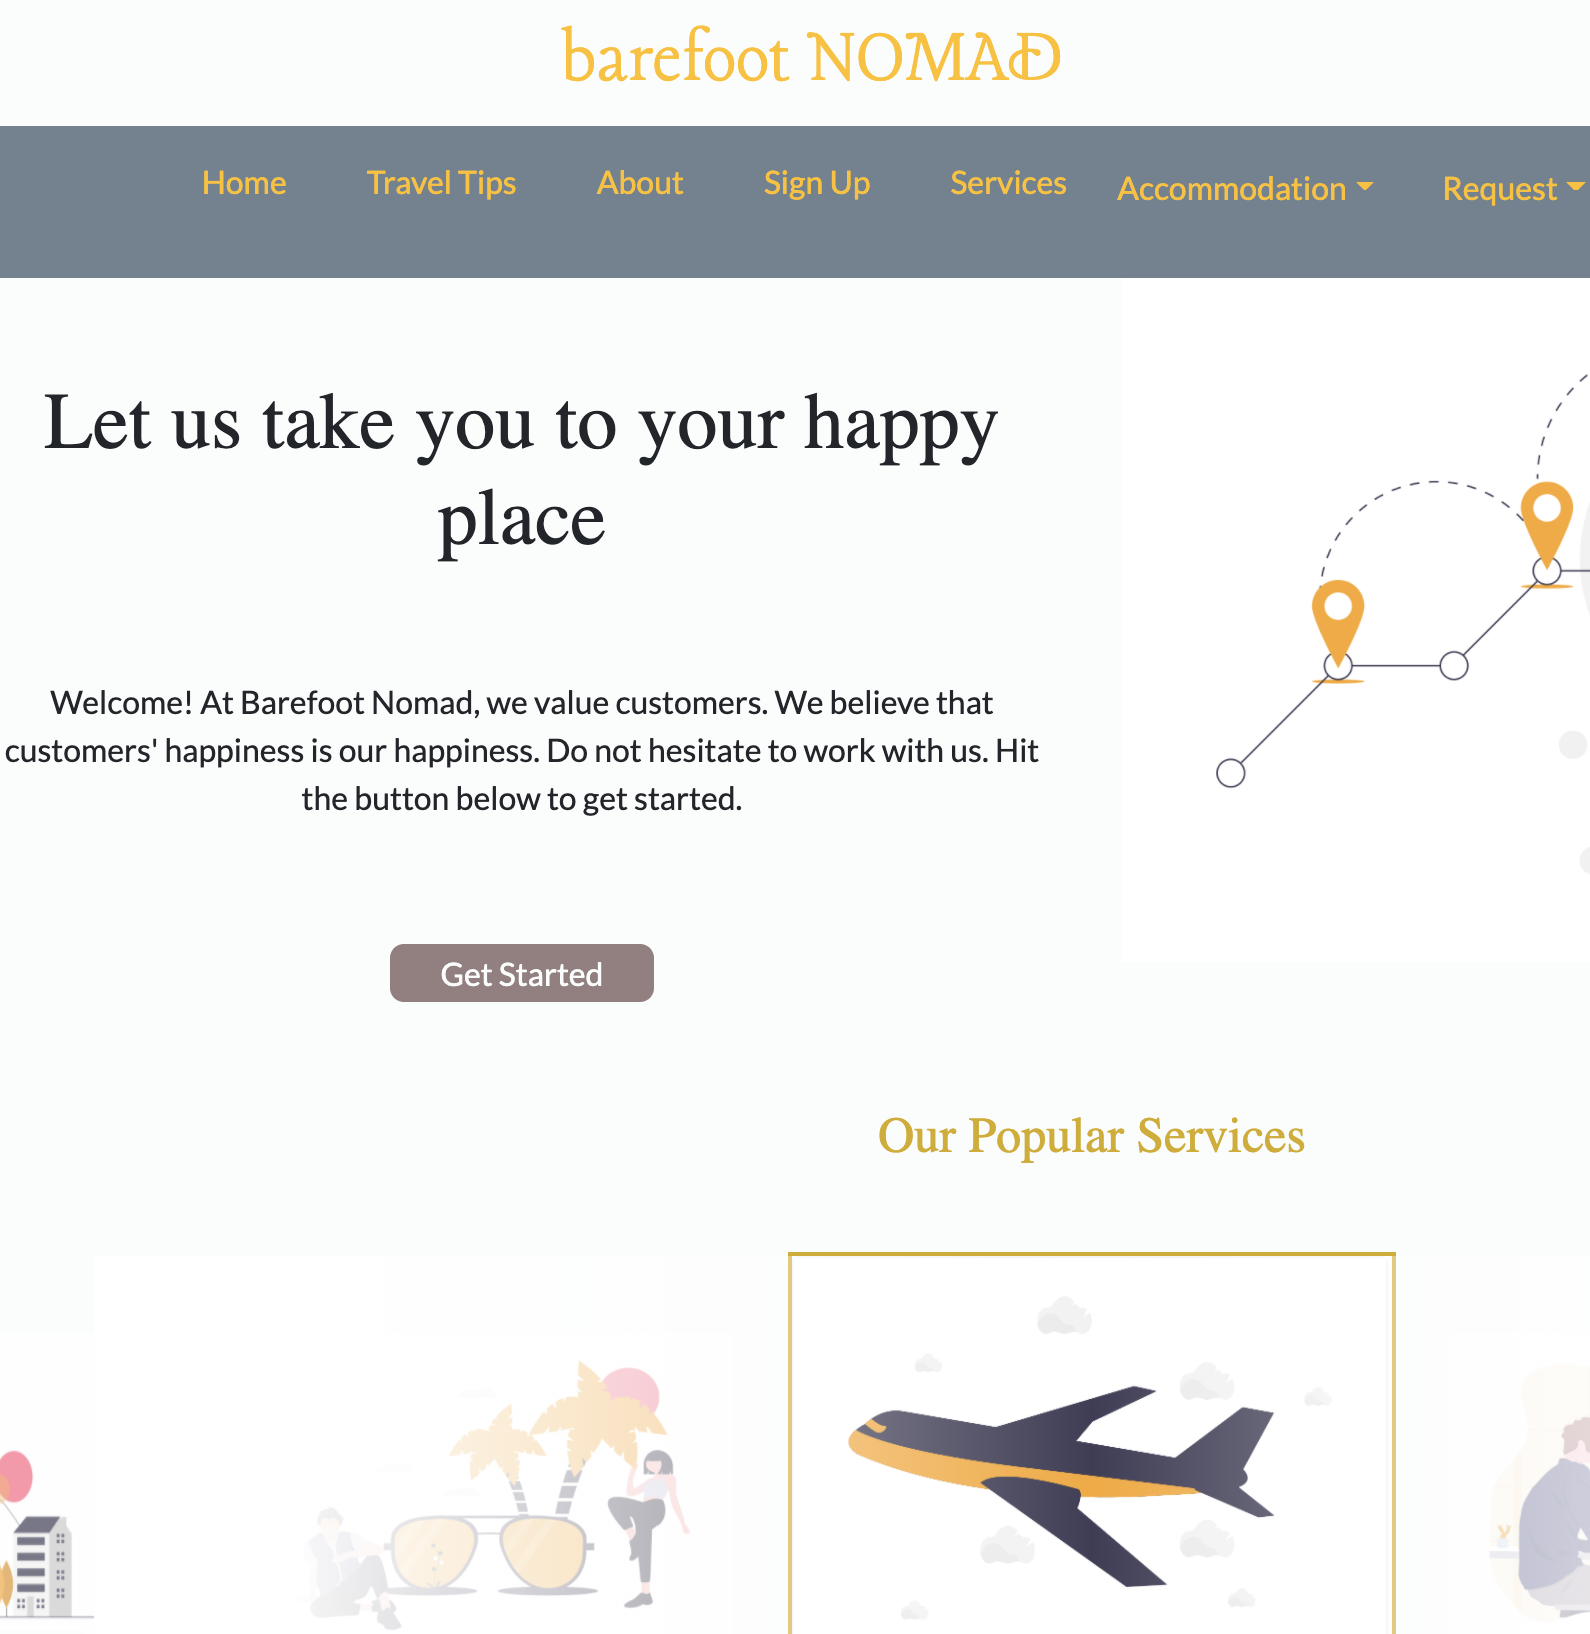 barefoot NOMAD
Home Travel Tips About Sign Up Services Accommodation Request
Let us take you to your happy
place
Welcome! At Barefoot Nomad, we value customers. We believe that
customers' happiness is our happiness. Do not hesitate to work with us. Hit
the button below to get started.
Get Started
Our Popular Services